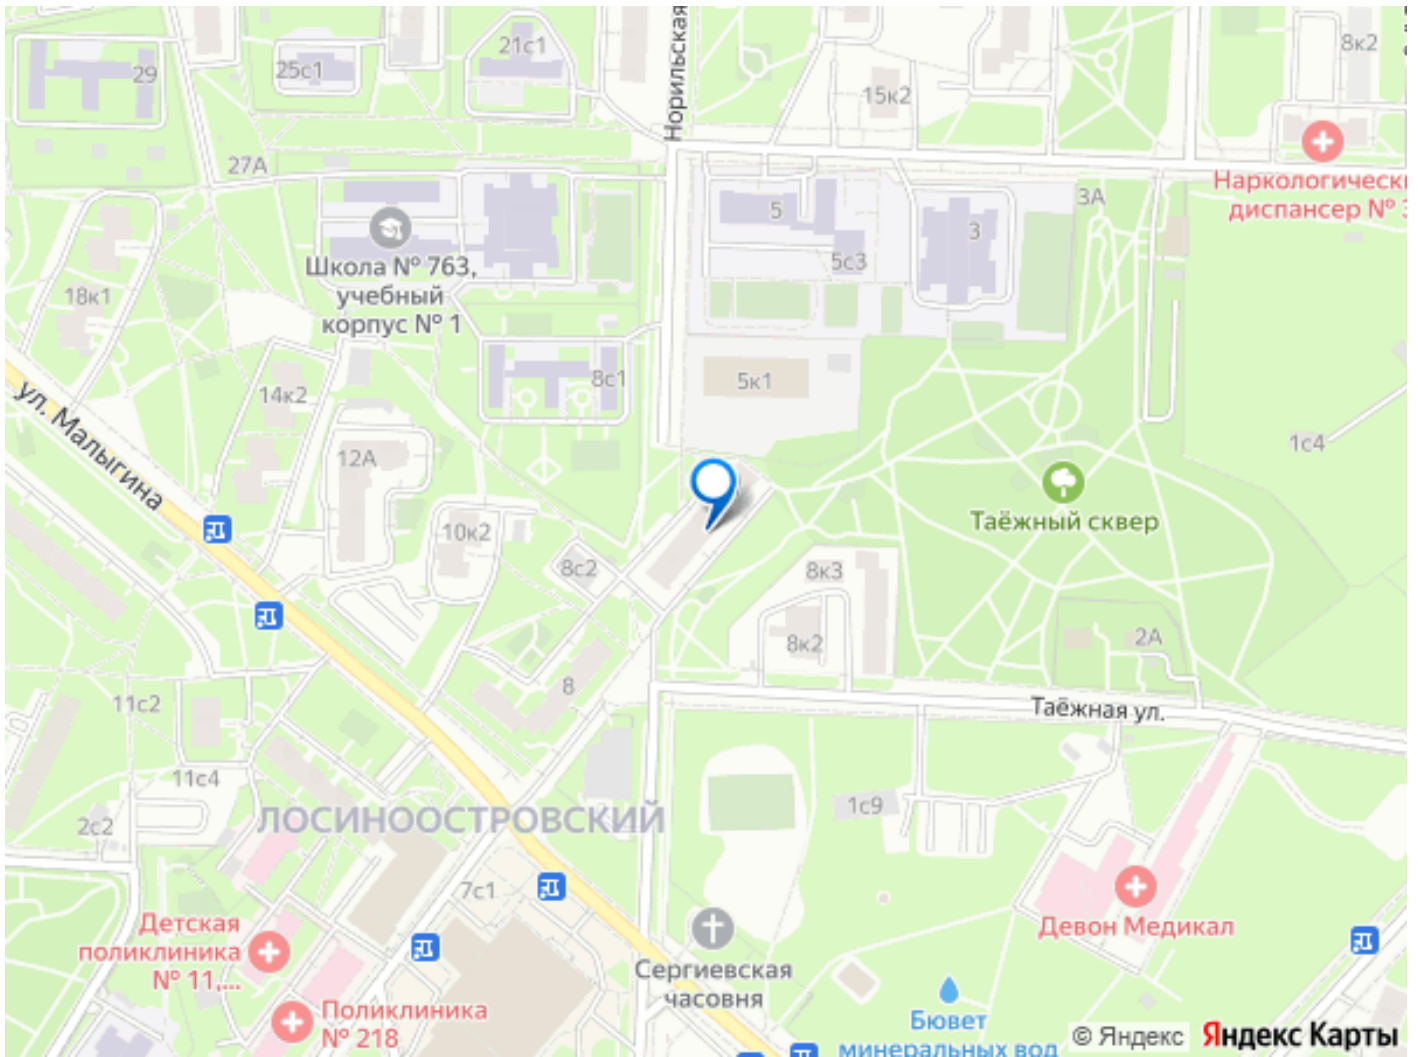 29
25с1
21с1
Норильская
15к2
8к2
Наркологически
диспансер № 3
27А
5
5с3
3
3А
Школа № 763,
учебный
корпус № 1
18к1
14к2
8с1
5к1
1с4
ул. Малыгина
12А
10к2
8с2
Таёжный сквер
8к3
8к2
2А
8
Таёжная ул.
11с2
11с4
2с2
ЛОСИНООСТРОВСКИЙ
1с9
7с1
Детская
поликлиника
№ 11,...
Поликлиника
№ 218
Сергиевская
часовня
Девон Медикал
Бювет
минеральных вод
© Яндекс Яндекс Карты